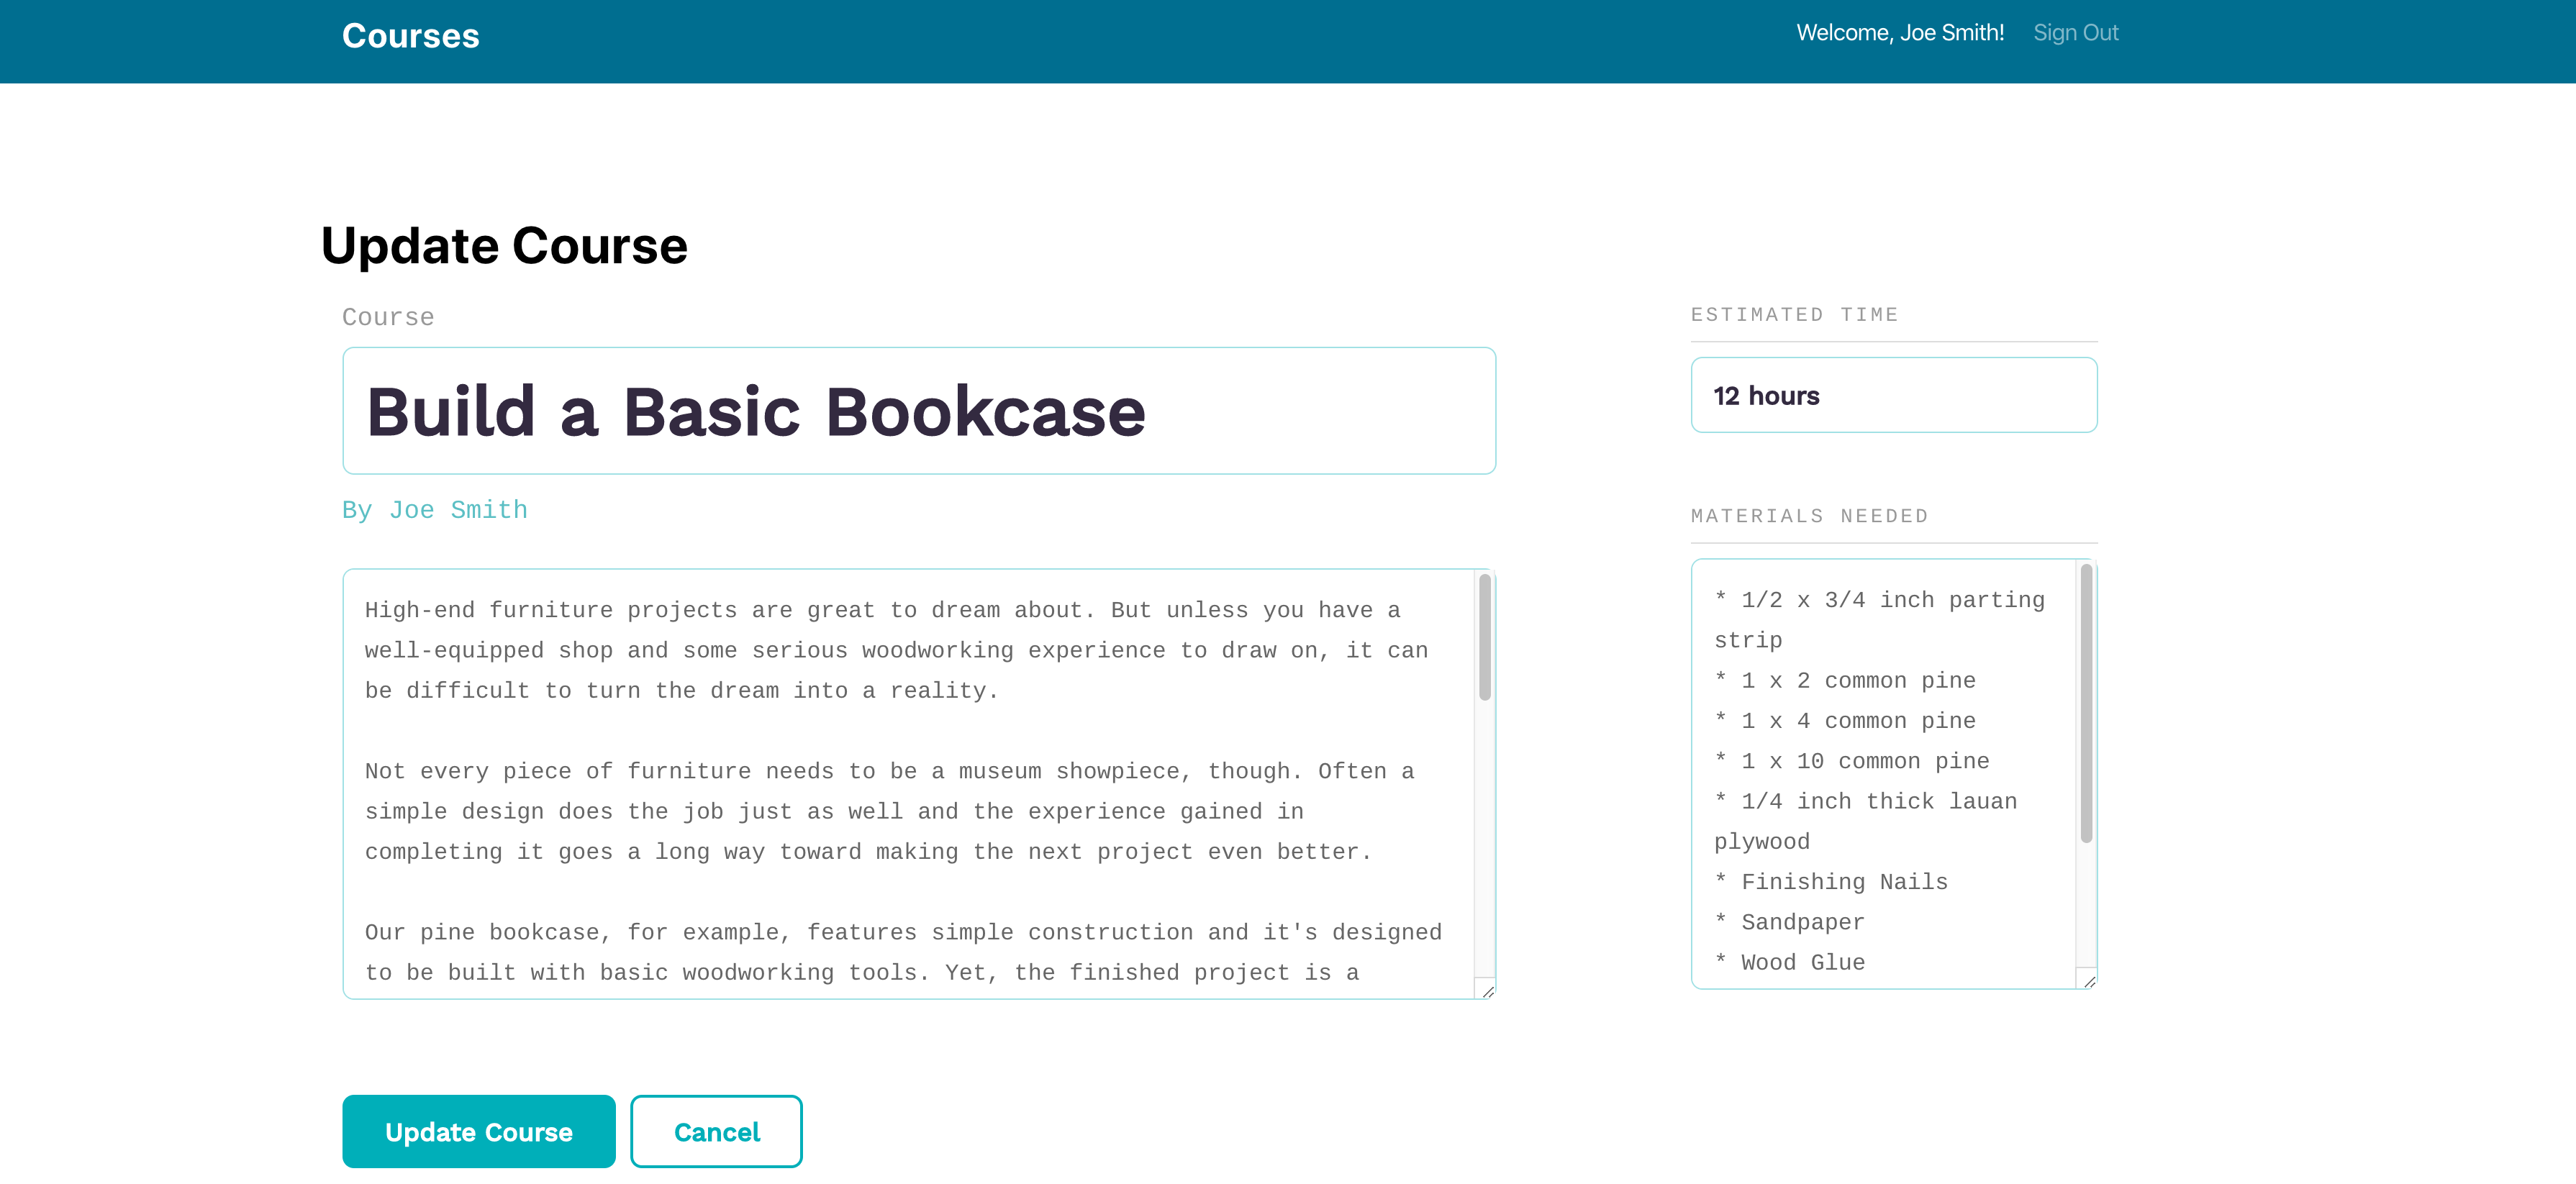 Courses
Welcome, Joe Smith! Sign Out
Update Course
Course
Build a Basic Bookcase
By Joe Smith
High-end furniture projects are great to dream about. But unless you have a
well-equipped shop and some serious woodworking experience to draw on, it can
be difficult to turn the dream into a reality.
Not every piece of furniture needs to be a museum showpiece, though. Often a
simple design does the job just as well and the experience gained in
completing it goes a long way toward making the next project even better.
Our pine bookcase, for example, features simple construction and it's designed
to be built with basic woodworking tools. Yet, the finished project is a
ESTIMATED TIME
12 hours
MATERIALS NEEDED
* 1/2 x 3/4 inch parting
strip
* 1 x 2 common pine
* 1 x 4 common pine
* 1 x 10 common pine
* 1/4 inch thick lauan
plywood
* Finishing Nails
* Sandpaper
* Wood Glue
Update Course
Cancel